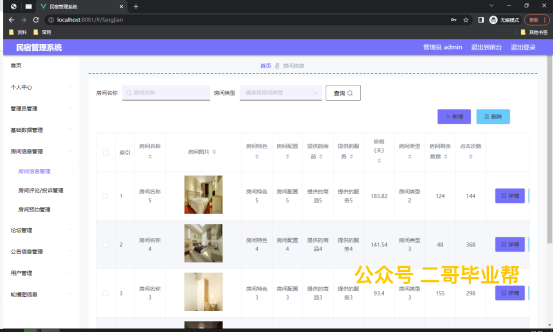 民宿管理系统
localhost:8081/#/fangjian
无痕模式
更新
资料 常用
其他书签
民宿管理系统
管理员 admin 退出到前台 退出登录
首页
个人中心
管理员管理
基础数据管理
房间信息管理
房间信息管理
房间评论/投诉管理
房间预约管理
论坛管理
公告信息管理
用户管理
轮播图信息
首页 房间信息
房间名称 房间名称 房间类型 请选择房间类型 查询
+ 新增 删除
索引 房间名称 房间图片 房间特色 房间配置 提供的商品 提供的服务 价格(天) 房间类型 房间剩余数量 点击次数
1 房间名称5 房间特色5 房间配置5 提供的商品5 提供的服务5 183.82 房间类型2 124 144 详情
2 房间名称4 房间特色4 房间配置4 提供的商品4 提供的服务4 141.54 房间类型3 48 368 详情
3 房间名称3 房间特色3 房间配置3 提供的商品3 提供的服务3 93.4 房间类型3 155 298 详情
公众号 二哥毕业帮